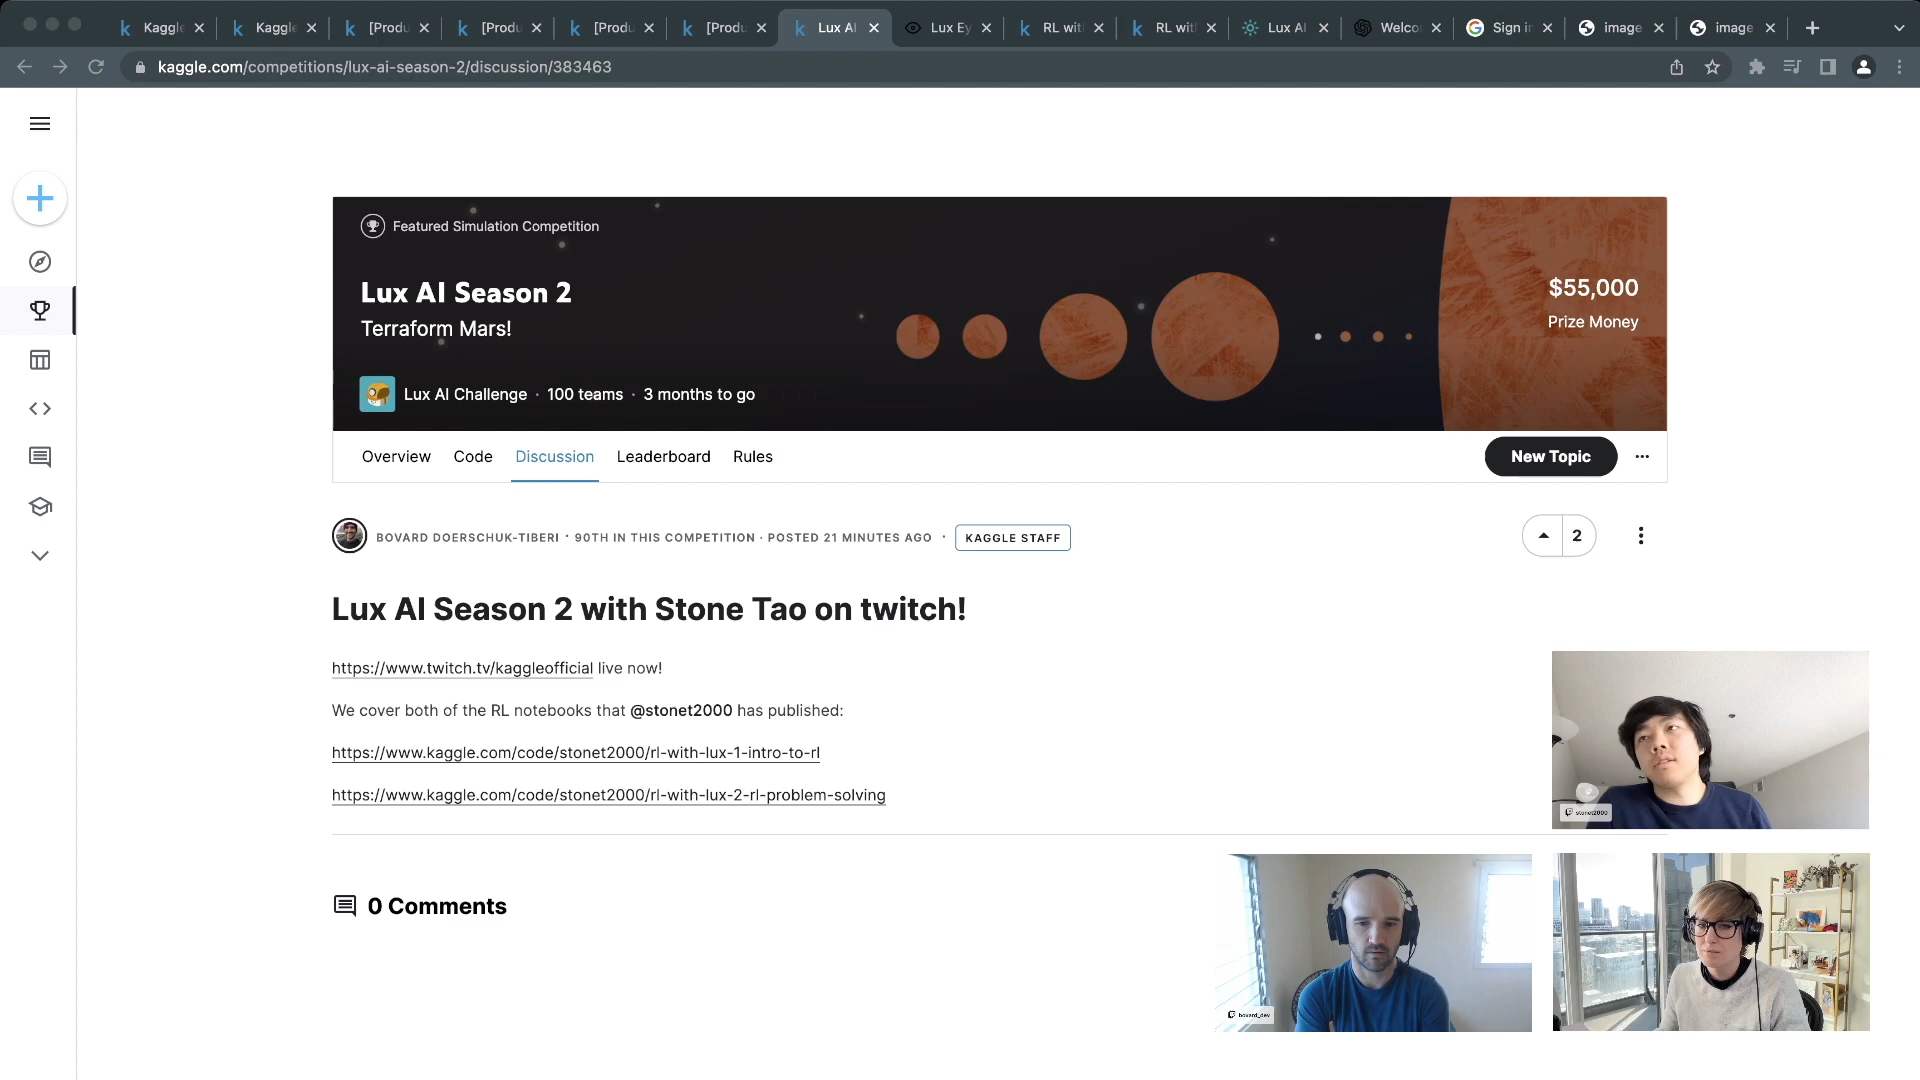 Kaggle
Kaggle
[Produ
[Produ
[Produ
[Produ
Lux AI
Lux Ey
RL wit
RL wit
Lux AI
Welcor
Sign in
image
image
kaggle.com/competitions/lux-ai-season-2/discussion/383463
Featured Simulation Competition
Lux AI Season 2
Terraform Mars!
$55,000
Prize Money
Lux AI Challenge · 100 teams · 3 months to go
Overview Code Discussion Leaderboard Rules
New Topic
BOVARD DOERSCHUK-TIBERI · 90TH IN THIS COMPETITION · POSTED 21 MINUTES AGO · KAGGLE STAFF
2
Lux AI Season 2 with Stone Tao on twitch!
https://www.twitch.tv/kaggleofficial live now!
We cover both of the RL notebooks that @stonet2000 has published:
https://www.kaggle.com/code/stonet2000/rl-with-lux-1-intro-to-rl
https://www.kaggle.com/code/stonet2000/rl-with-lux-2-rl-problem-solving
stonet2000
0 Comments
bovard_dev